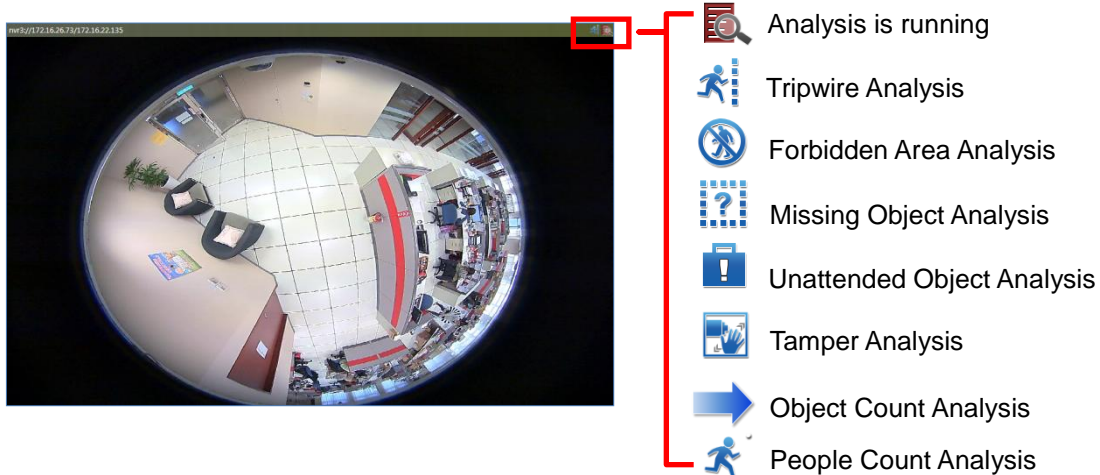 nvr3://172.16.26.73/172.16.22.135
Analysis is running
Tripwire Analysis
Forbidden Area Analysis
?
Missing Object Analysis
!
Unattended Object Analysis
Tamper Analysis
Object Count Analysis
People Count Analysis